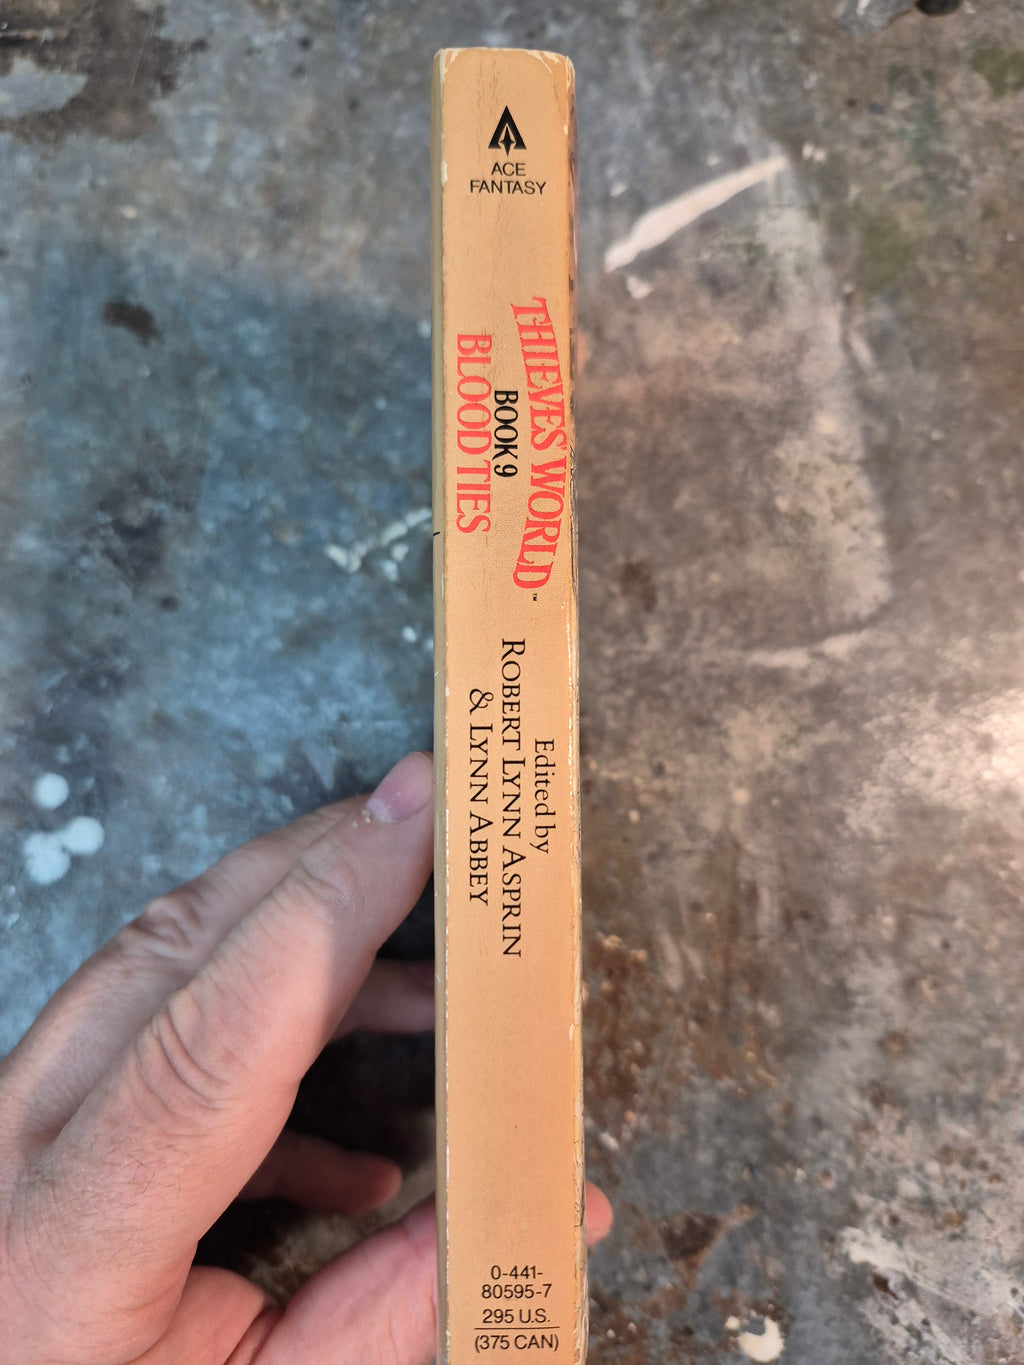 ACE
FANTASY
THIEVES' WORLD™
BOOK 9
BLOOD TIES
Edited by
ROBERT LYNN ASPRIN
& LYNN ABBEY
0-441-
80595-7
295 U.S.
(375 CAN)